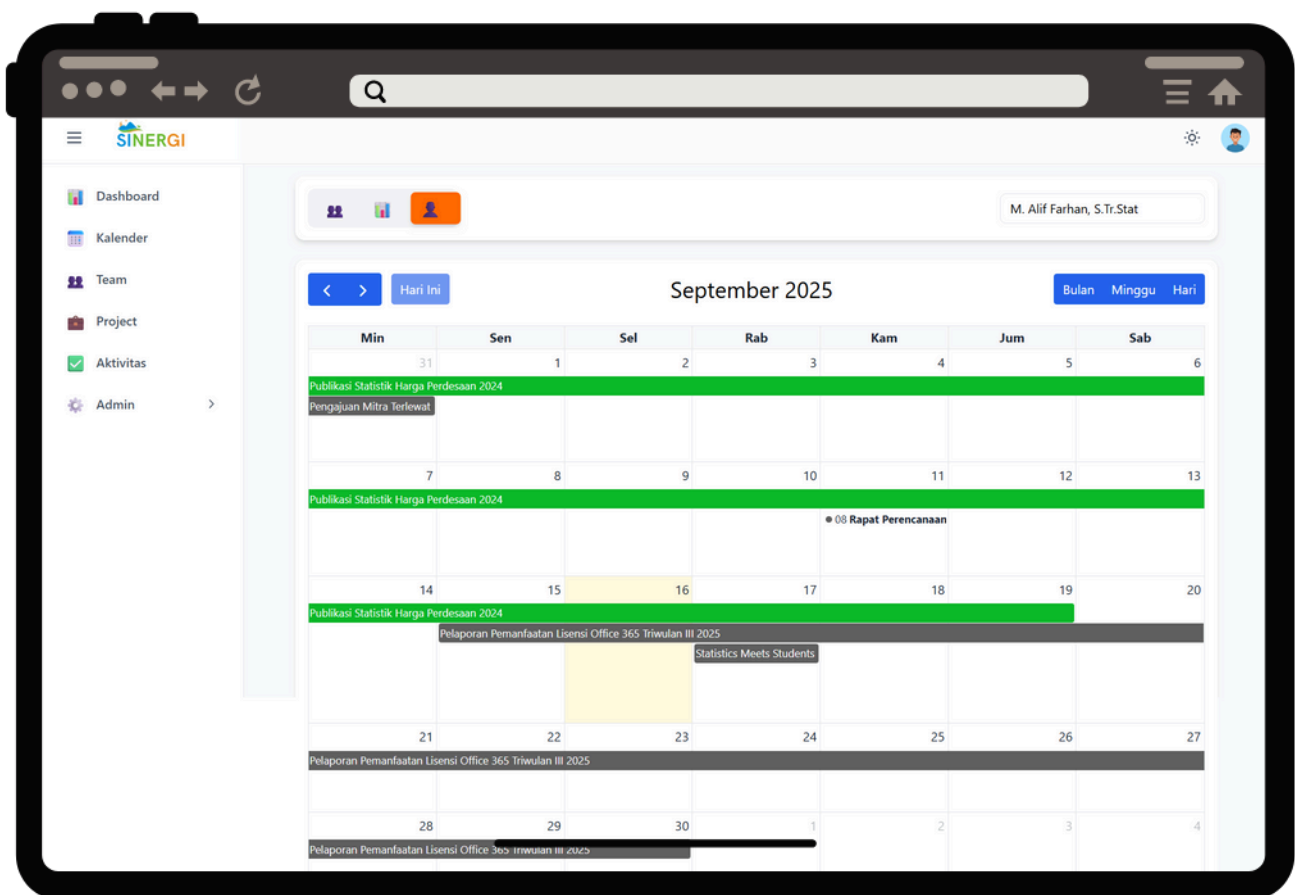 SINERGI
Dashboard
Kalender
Team
Project
Aktivitas
Admin
M. Alif Farhan, S.Tr.Stat
Hari Ini
September 2025
Bulan Minggu Hari
Min Sen Sel Rab Kam Jum Sab
31 1 2 3 4 5 6
Publikasi Statistik Harga Perdesaan 2024
Pengajuan Mitra Terlewat
7 8 9 10 11 12 13
Publikasi Statistik Harga Perdesaan 2024
08 Rapat Perencanaan
14 15 16 17 18 19 20
Publikasi Statistik Harga Perdesaan 2024
Pelaporan Pemanfaatan Lisensi Office 365 Triwulan III 2025
Statistics Meets Students
21 22 23 24 25 26 27
Pelaporan Pemanfaatan Lisensi Office 365 Triwulan III 2025
28 29 30 1 2 3 4
Pelaporan Pemanfaatan Lisensi Office 365 Triwulan III 2025